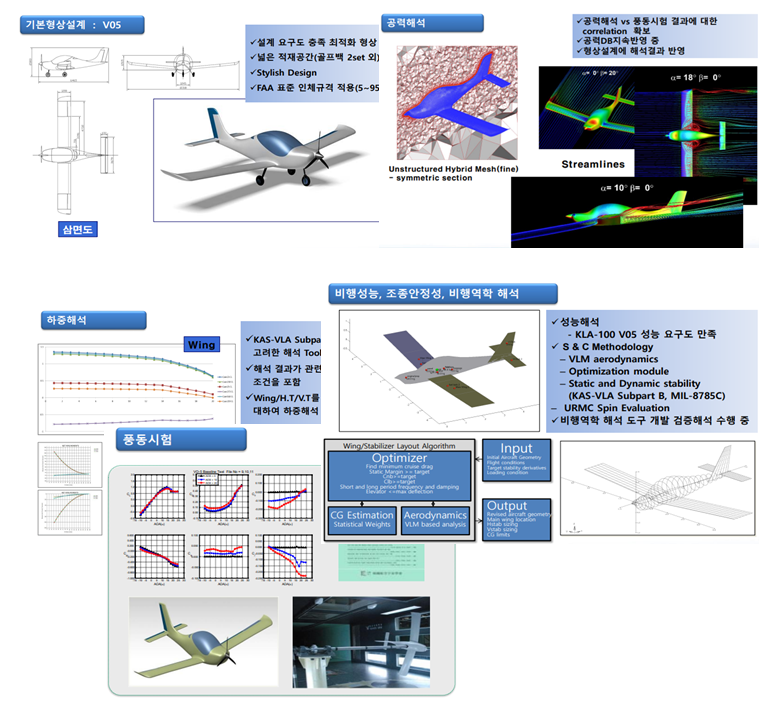 기본형상설계 : V05
✓설계 요구도 충족 최적화 형상
✓넓은 적재공간(골프백 2set 외)
✓Stylish Design
✓FAA 표준 인체규격 적용(5~95
삼면도
공력해석
✓공력해석 vs 풍동시험 결과에 대한
correlation 확보
✓공력DB지속반영 중
✓형상설계에 해석결과 반영
Unstructured Hybrid Mesh(fine)
- symmetric section
α= 0° β=20°
α= 18° β= 0°
Streamlines
α= 10° β= 0°
하중해석
Wing
✓KAS-VLA Subpa
고려한 해석 Tool
✓해석 결과가 관련
조건을 포함
✓Wing/H.T/V.T를
대하여 하중해석
비행성능, 조종안정성, 비행역학 해석
✓성능해석
- KLA-100 V05 성능 요구도 만족
✓ S & C Methodology
– VLM aerodynamics
– Optimization module
– Static and Dynamic stability
(KAS-VLA Subpart B, MIL-8785C)
– URMC Spin Evaluation
✓비행역학 해석 도구 개발 검증해석 수행 중
Wing/Stabilizer Layout Algorithm
Optimizer
Find minimum cruise drag
Static Margin >= target
Cnb>=target
Clb>=target
Short and long period frequency and damping
Elevator <=max deflection
CG Estimation
Statistical Weights
Aerodynamics
VLM based analysis
Input
Initial Aircraft Geometry
Flight conditions
Target stability derivatives
Loading condition
Output
Revised aircraft geometry
Main wing location
Hstab sizing
Vstab sizing
CG limits
풍동시험